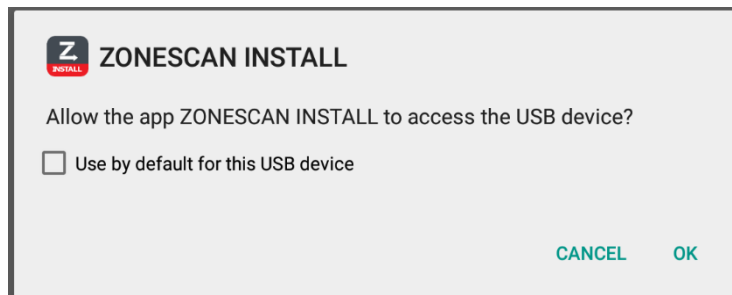 Z
INSTALL
ZONESCAN INSTALL
Allow the app ZONESCAN INSTALL to access the USB device?
Use by default for this USB device
CANCEL OK